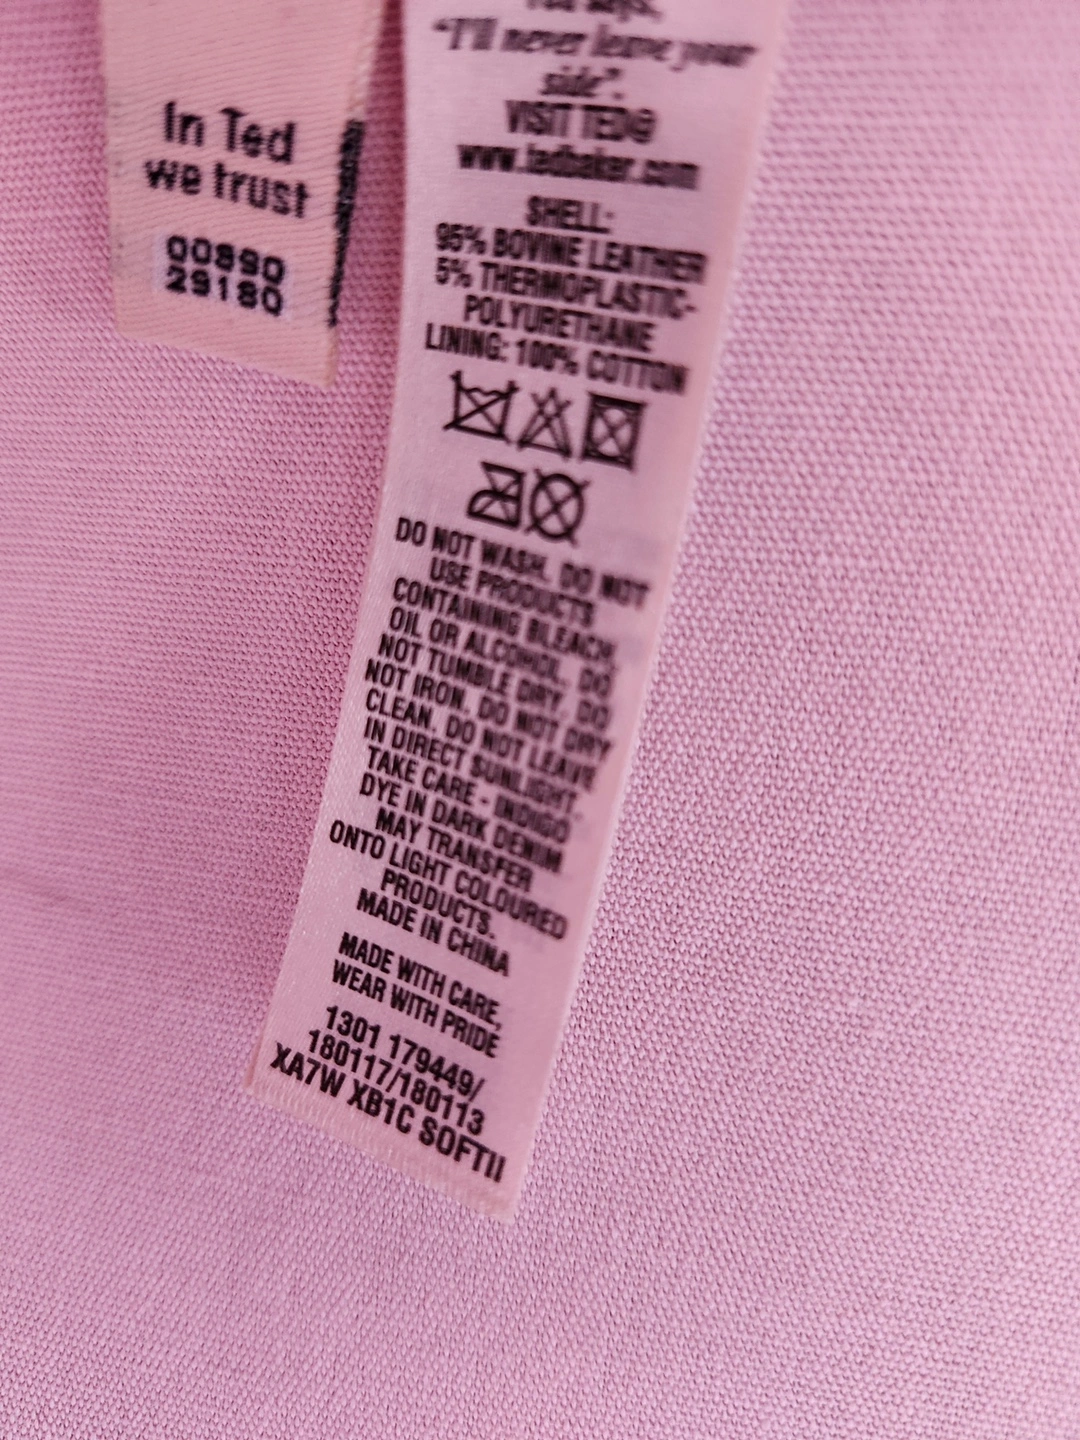 In Ted
we trust
00890
29180
"I'll never leave your
side".
VISIT TED@
www.tedbaker.com
SHELL:
95% BOVINE LEATHER
5% THERMOPLASTIC-
POLYURETHANE
LINING: 100% COTTON
DO NOT WASH. DO NOT
USE PRODUCTS
CONTAINING BLEACH,
OIL OR ALCOHOL. DO
NOT TUMBLE DRY. DO
NOT IRON. DO NOT DRY
CLEAN. DO NOT LEAVE
IN DIRECT SUNLIGHT.
TAKE CARE - INDIGO
DYE IN DARK DENIM
MAY TRANSFER
ONTO LIGHT COLOURED
PRODUCTS.
MADE IN CHINA
MADE WITH CARE,
WEAR WITH PRIDE
1301 179449/
180117/180113
XA7W XB1C SOFTII